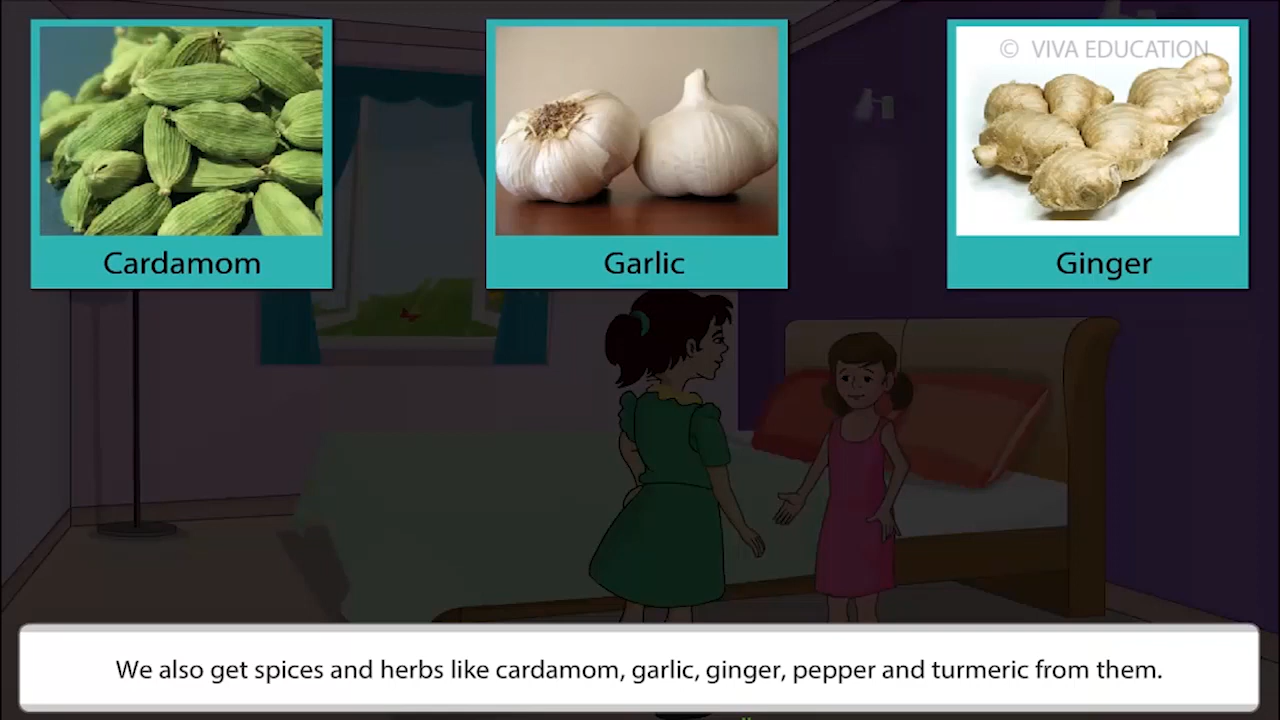 © VIVA EDUCATION
Cardamom
Garlic
Ginger
We also get spices and herbs like cardamom, garlic, ginger, pepper and turmeric from them.